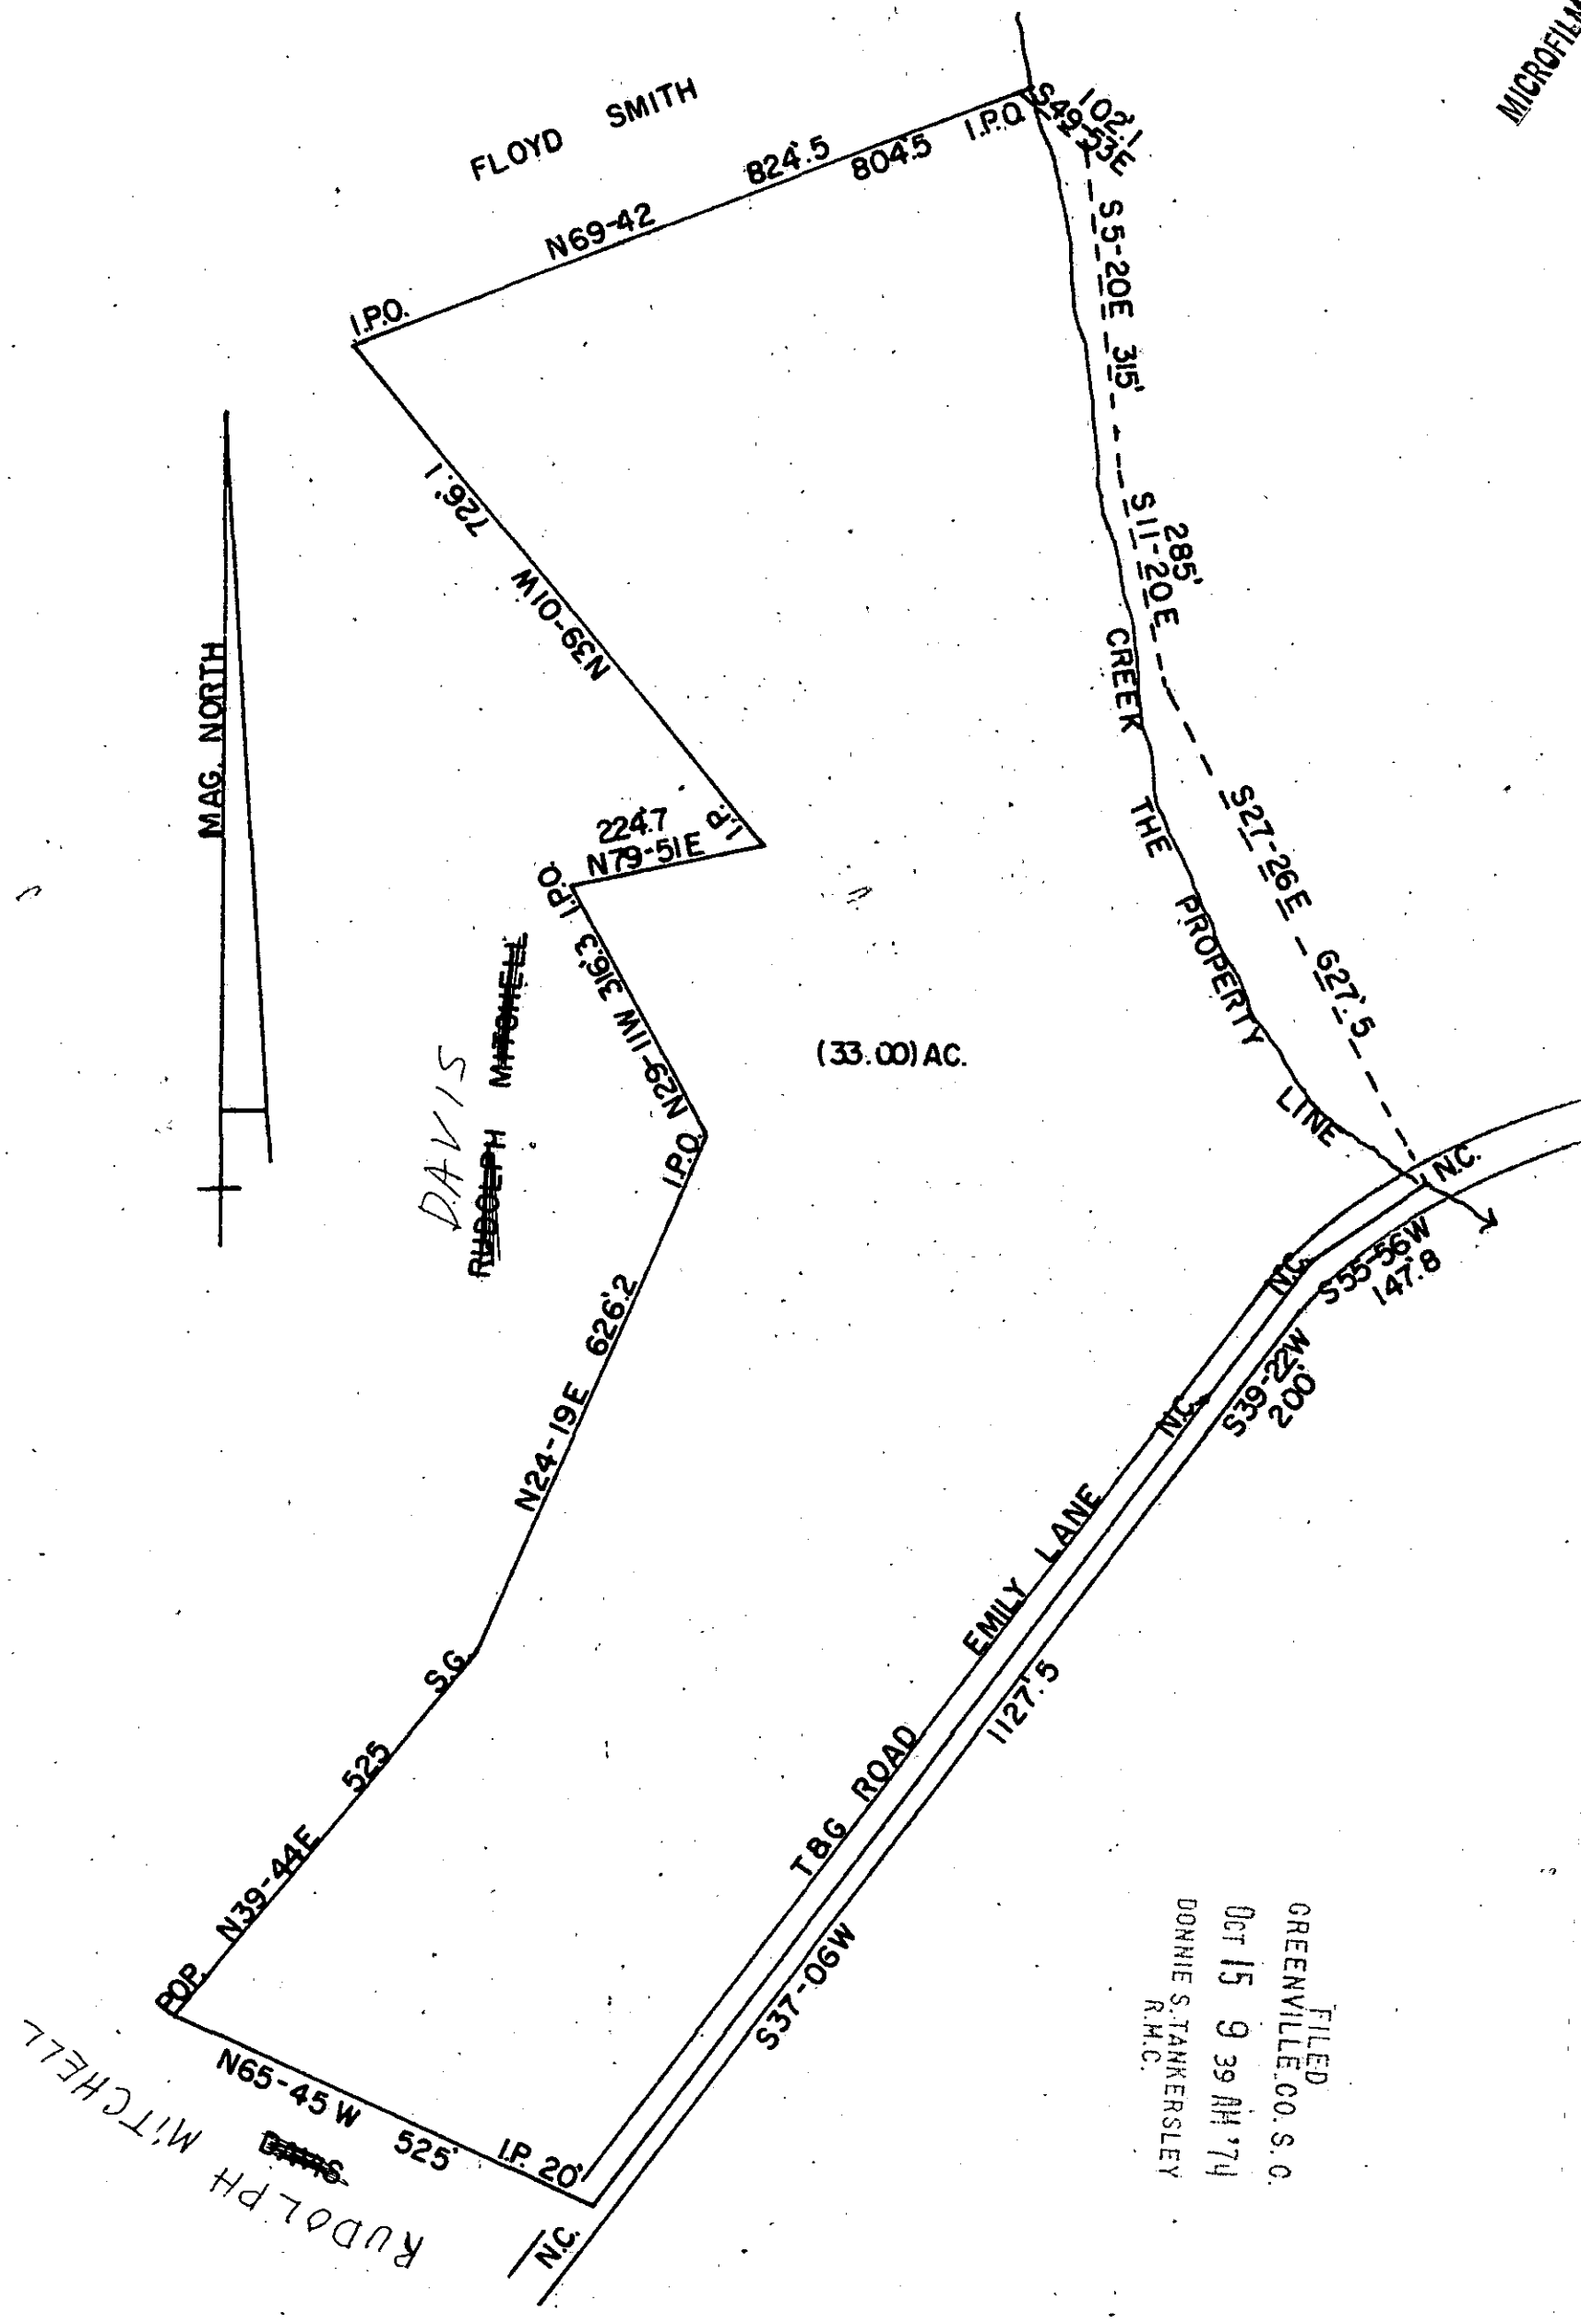 MICROFILM
FLOYD SMITH
N69-42
824'.5
804'.5
I.P.O.
I.P.O.
102'.1
S49-53E
S5-20E 315'
S11-20E
285'
S27-26E 627'.5
CREEK THE PROPERTY LINE
726'.1
N39-01W
I.P.
224'.7
N79-51E
I.P.O.
N29-11W 316'.3
I.P.O.
MAG. NORTH
DAVIS
RUDOLPH MITCHELL
(33.00) AC.
N.C.
S55-56W
147'.8
N.C.
S39-22W
200'
N.C.
N24-19E 626'.2
S.G.
N39-44E 525
POP.
T & G ROAD EMILY LANE
1127'.5
S37-06W
N65-45W 525'
I.P. 20'
N.C.
DAVIS
RUDOLPH MITCHELL
FILED
GREENVILLE CO. S. C.
OCT 15 9 39 AM '74
DONNIE S. TANKERSLEY
R.M.C.